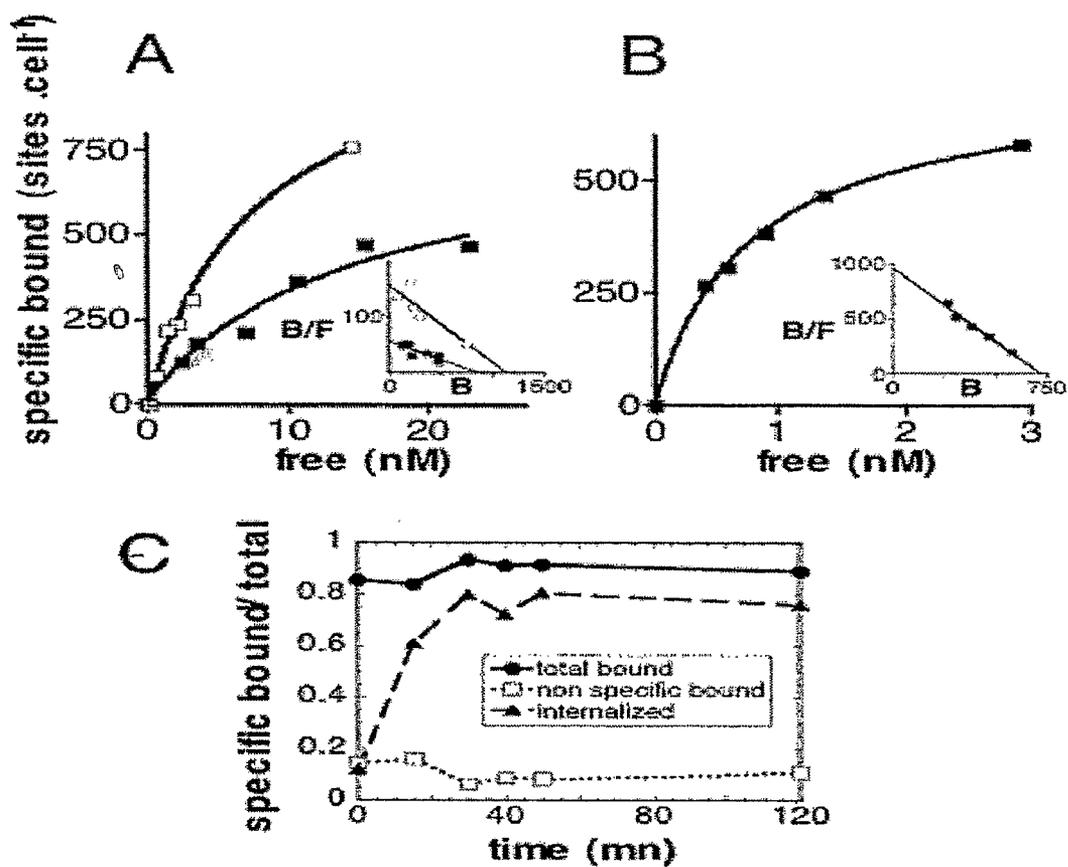 A
B
specific bound (sites .cell-1)
750
500
250
0
0
10
20
free (nM)
B/F
100
0
B
1500
500
250
0
0
1
2
3
free (nM)
B/F
1000
500
0
0
B
750
C
specific bound/total
1
0.8
0.6
0.4
0.2
0
0
40
80
120
time (mn)
total bound
non specific bound
internalized